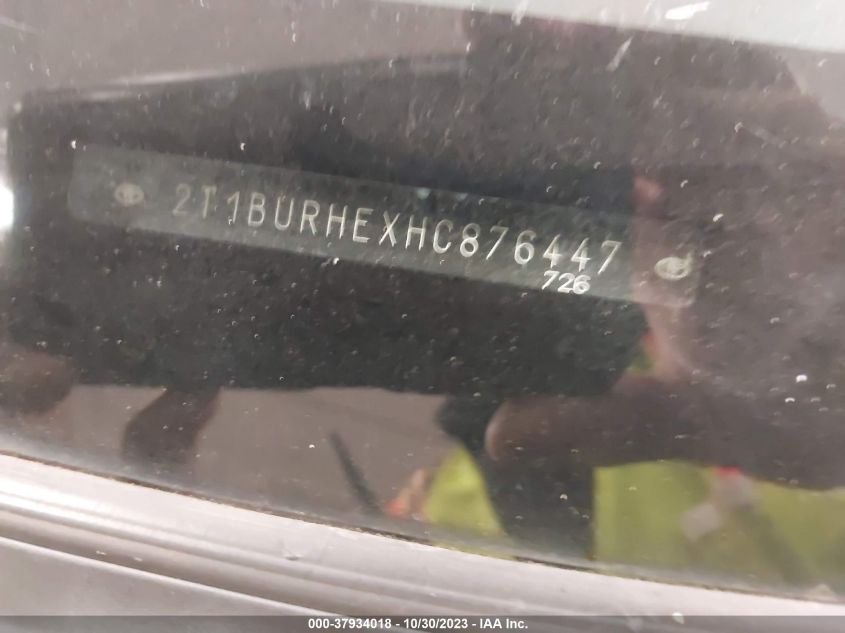 2T1BURHEXHC876447
726
000-37934018 - 10/30/2023 - IAA Inc.